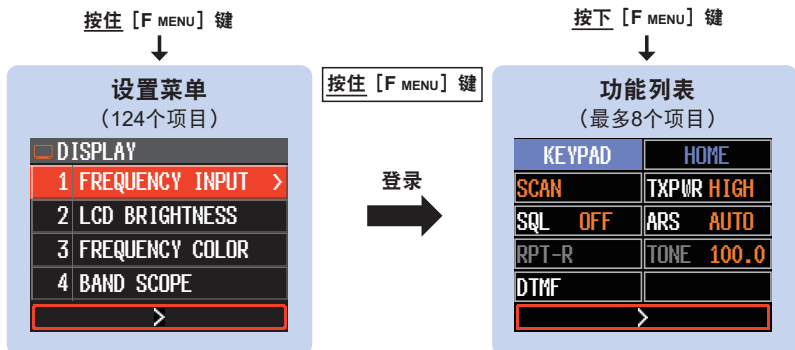 按住［F MENU］键
设置菜单
（124个项目）
DISPLAY
1 FREQUENCY INPUT >
2 LCD BRIGHTNESS
3 FREQUENCY COLOR
4 BAND SCOPE
>
按住［F MENU］键
登录
按下［F MENU］键
功能列表
（最多8个项目）
KEYPAD HOME
SCAN TXPWR HIGH
SQL OFF ARS AUTO
RPT-R TONE 100.0
DTMF
>